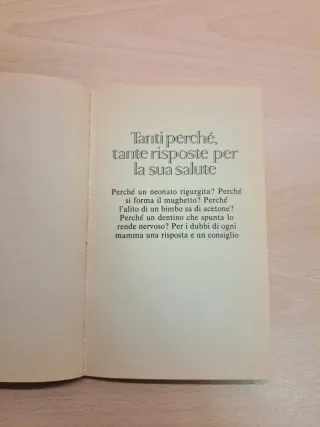 Tanti perché,
tante risposte per
la sua salute
Perché un neonato rigurgita? Perché
si forma il mughetto? Perché
l'alito di un bimbo sa di acetone?
Perché un dentino che spunta lo
rende nervoso? Per i dubbi di ogni
mamma una risposta e un consiglio